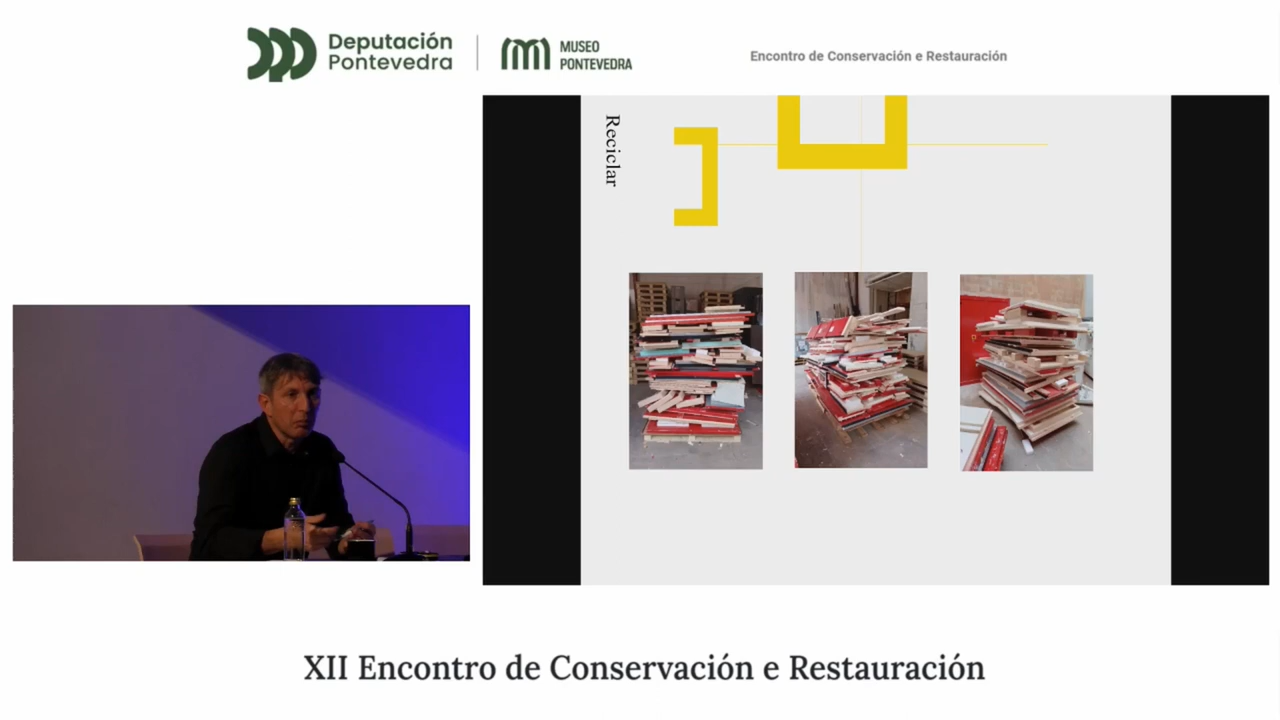 Deputación
Pontevedra
MUSEO
PONTEVEDRA
Encontro de Conservación e Restauración
Reciclar
XII Encontro de Conservación e Restauración